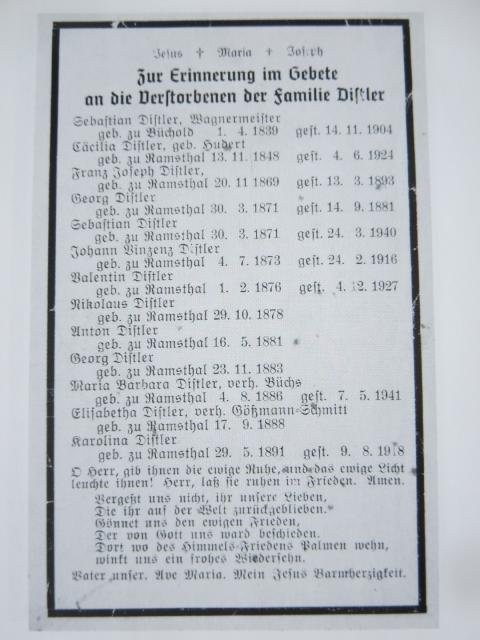 Jesus ✝ Maria ✝ Joseph
Zur Erinnerung im Gebete
an die Verstorbenen der Familie Distler
Sebastian Distler, Wagnermeister
geb. zu Büchold 1. 4. 1839 gest. 14. 11. 1904
Cäcilia Distler, geb. Hubert
geb. zu Ramsthal 13. 11. 1848 gest. 4. 6. 1924
Franz Joseph Distler,
geb. zu Ramsthal 20. 11 1869 gest. 13. 3. 1893
Georg Distler
geb. zu Ramsthal 30. 3. 1871 gest. 14. 9. 1881
Sebastian Distler
geb. zu Ramsthal 30. 3. 1871 gest. 24. 3. 1940
Johann Vinzenz Distler
geb. zu Ramsthal 4. 7. 1873 gest. 24. 2. 1916
Valentin Distler
geb. zu Ramsthal 1. 2. 1876 gest. 4. 12. 1927
Nikolaus Distler
geb. zu Ramsthal 29. 10. 1878
Anton Distler
geb. zu Ramsthal 16. 5. 1881
Georg Distler
geb. zu Ramsthal 23. 11. 1883
Maria Barbara Distler, verh. Büchs
geb. zu Ramsthal 4. 8. 1886 gest. 7. 5. 1941
Elisabetha Distler, verh. Gößmann-Schmitt
geb. zu Ramsthal 17. 9. 1888
Karolina Distler
geb. zu Ramsthal 29. 5. 1891 gest. 9. 8. 1918
O Herr, gib ihnen die ewige Ruhe, und das ewige Licht
leuchte ihnen! Herr, laß sie ruhen im Frieden. Amen.
Vergeßt uns nicht, ihr unsere Lieben,
Die ihr auf der Welt zurückgeblieben.
Gönnet uns den ewigen Frieden,
Der von Gott uns ward beschieden.
Dort wo des Himmels-Friedens Palmen wehn,
winkt uns ein frohes Wiedersehn.
Vater unser. Ave Maria. Mein Jesus Barmherzigkeit.